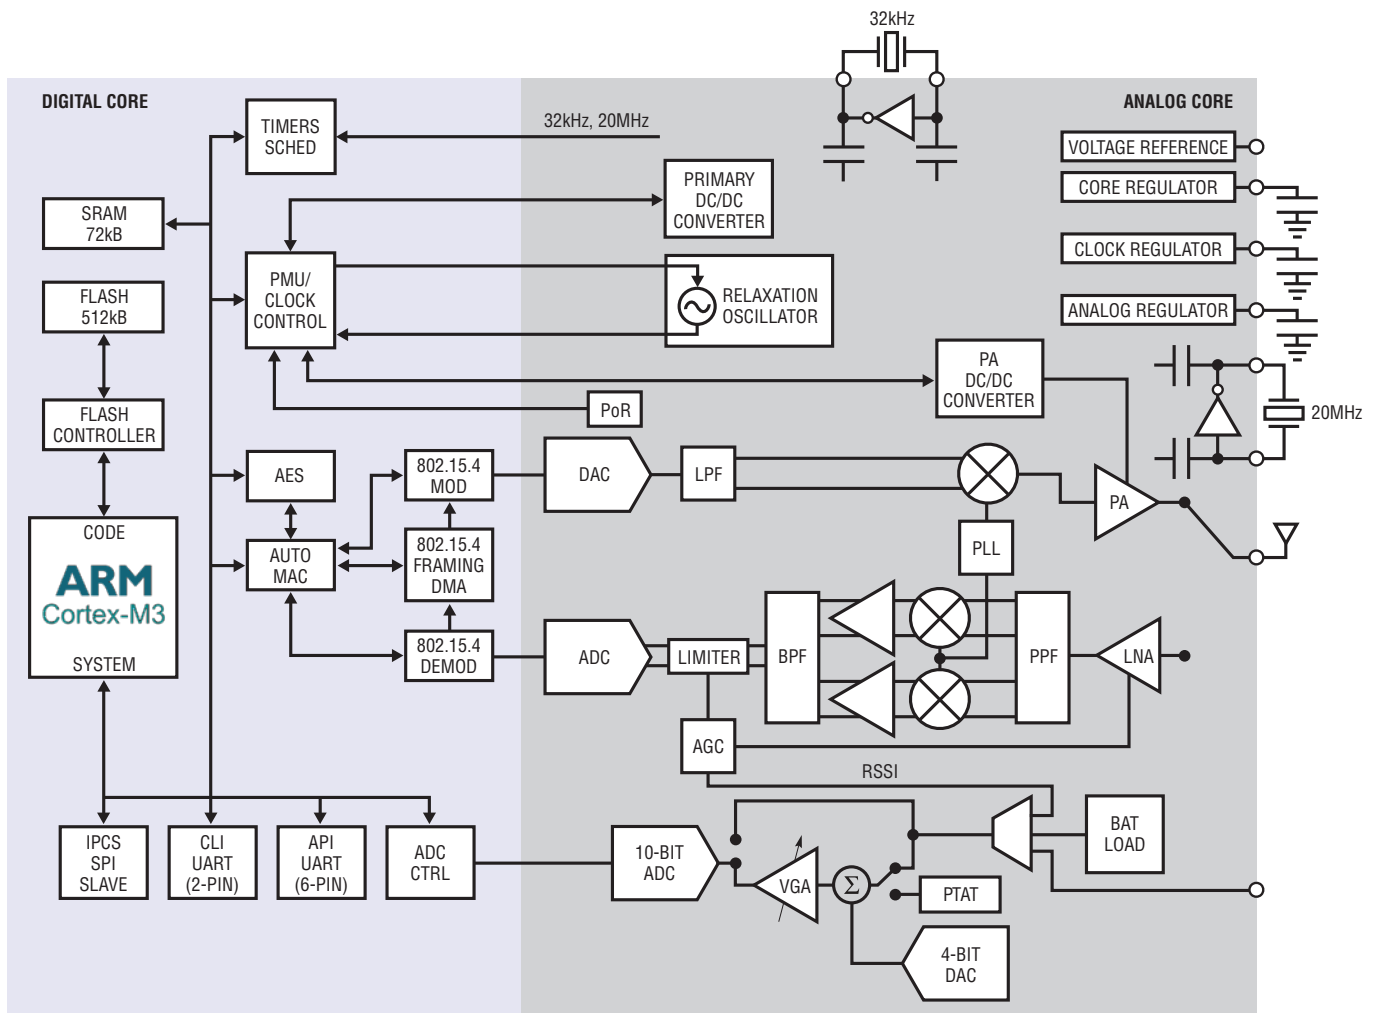 32kHz
DIGITAL CORE
ANALOG CORE
TIMERS
SCHED
32kHz, 20MHz
VOLTAGE REFERENCE
PRIMARY
DC/DC
CONVERTER
CORE REGULATOR
SRAM
72kB
CLOCK REGULATOR
PMU/
CLOCK
CONTROL
RELAXATION
OSCILLATOR
FLASH
512kB
ANALOG REGULATOR
PA
DC/DC
CONVERTER
PoR
20MHz
FLASH
CONTROLLER
AES
802.15.4
MOD
DAC
LPF
PA
CODE
ARM
Cortex-M3
SYSTEM
AUTO
MAC
802.15.4
FRAMING
DMA
PLL
802.15.4
DEMOD
ADC
LIMITER
BPF
PPF
LNA
AGC
RSSI
IPCS
SPI
SLAVE
CLI
UART
(2-PIN)
API
UART
(6-PIN)
ADC
CTRL
10-BIT
ADC
VGA
Σ
PTAT
BAT
LOAD
4-BIT
DAC